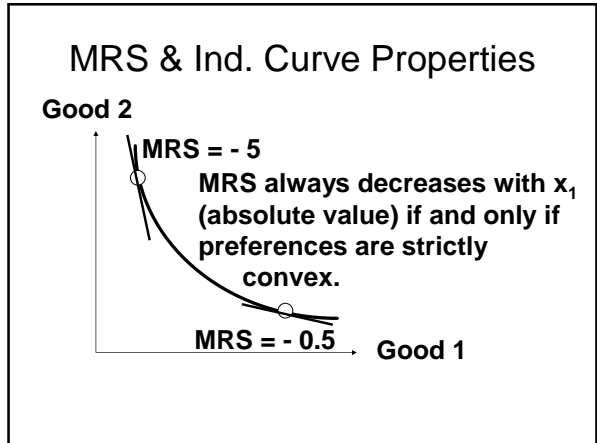 MRS & Ind. Curve Properties
Good 2
MRS = - 5
MRS always decreases with x₁
(absolute value) if and only if
preferences are strictly
convex.
MRS = - 0.5
Good 1